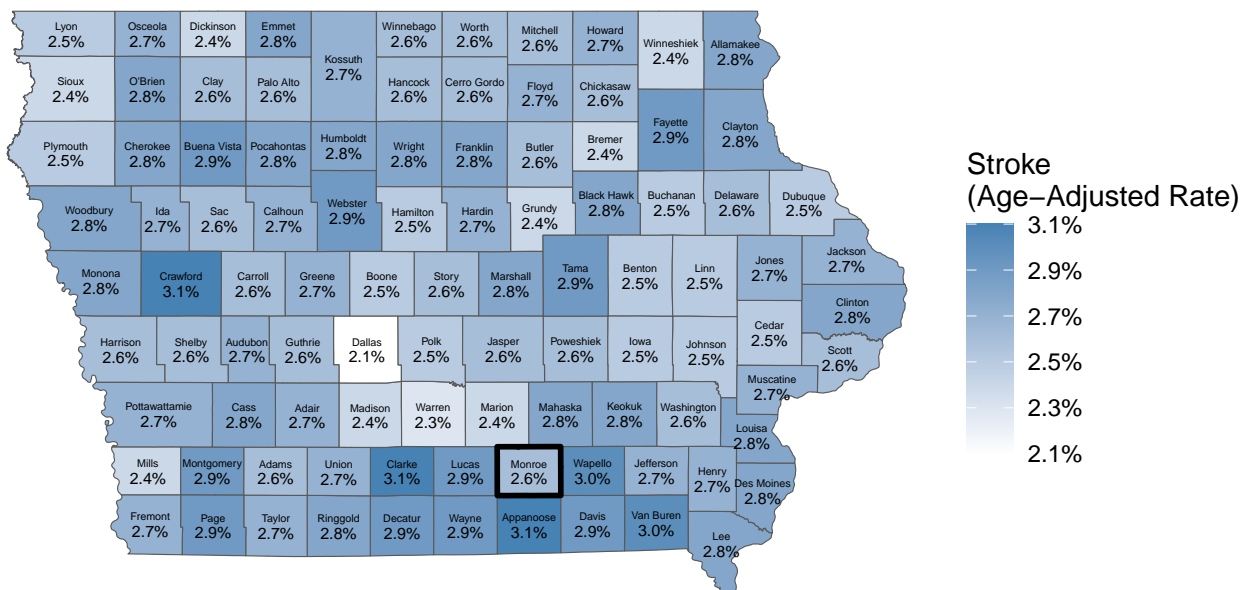 Lyon
2.5%
Osceola
2.7%
Dickinson
2.4%
Emmet
2.8%
Kossuth
2.7%
Winnebago
2.6%
Worth
2.6%
Mitchell
2.6%
Howard
2.7%
Winneshiek
2.4%
Allamakee
2.8%
Sioux
2.4%
O'Brien
2.8%
Clay
2.6%
Palo Alto
2.6%
Hancock
2.6%
Cerro Gordo
2.6%
Floyd
2.7%
Chickasaw
2.6%
Fayette
2.9%
Clayton
2.8%
Plymouth
2.5%
Cherokee
2.8%
Buena Vista
2.9%
Pocahontas
2.8%
Humboldt
2.8%
Wright
2.8%
Franklin
2.8%
Butler
2.6%
Bremer
2.4%
Woodbury
2.8%
Ida
2.7%
Sac
2.6%
Calhoun
2.7%
Webster
2.9%
Hamilton
2.5%
Hardin
2.7%
Grundy
2.4%
Black Hawk
2.8%
Buchanan
2.5%
Delaware
2.6%
Dubuque
2.5%
Monona
2.8%
Crawford
3.1%
Carroll
2.6%
Greene
2.7%
Boone
2.5%
Story
2.6%
Marshall
2.8%
Tama
2.9%
Benton
2.5%
Linn
2.5%
Jones
2.7%
Jackson
2.7%
Clinton
2.8%
Harrison
2.6%
Shelby
2.6%
Audubon
2.7%
Guthrie
2.6%
Dallas
2.1%
Polk
2.5%
Jasper
2.6%
Poweshiek
2.6%
Iowa
2.5%
Johnson
2.5%
Cedar
2.5%
Scott
2.6%
Muscatine
2.7%
Pottawattamie
2.7%
Cass
2.8%
Adair
2.7%
Madison
2.4%
Warren
2.3%
Marion
2.4%
Mahaska
2.8%
Keokuk
2.8%
Washington
2.6%
Louisa
2.8%
Mills
2.4%
Montgomery
2.9%
Adams
2.6%
Union
2.7%
Clarke
3.1%
Lucas
2.9%
Monroe
2.6%
Wapello
3.0%
Jefferson
2.7%
Henry
2.7%
Des Moines
2.8%
Fremont
2.7%
Page
2.9%
Taylor
2.7%
Ringgold
2.8%
Decatur
2.9%
Wayne
2.9%
Appanoose
3.1%
Davis
2.9%
Van Buren
3.0%
Lee
2.8%
Stroke
(Age−Adjusted Rate)
3.1%
2.9%
2.7%
2.5%
2.3%
2.1%